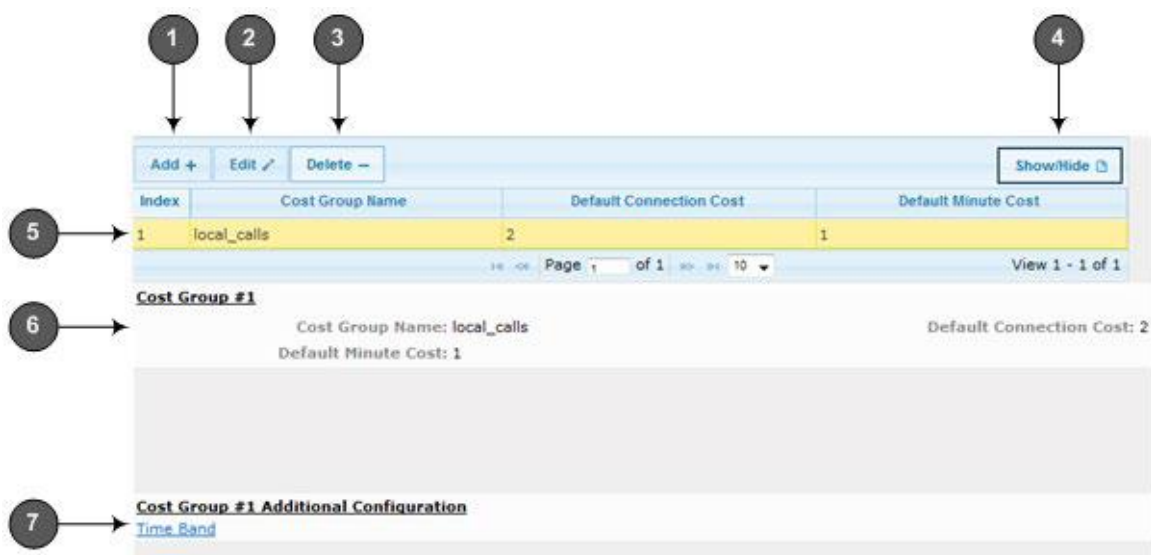 1 2 3 4
Add + Edit Delete – Show/Hide
Index Cost Group Name Default Connection Cost Default Minute Cost
5 1 local_calls 2 1
Page 1 of 1 10 View 1 - 1 of 1
Cost Group #1
6 Cost Group Name: local_calls Default Connection Cost: 2
Default Minute Cost: 1
Cost Group #1 Additional Configuration
7 Time Band